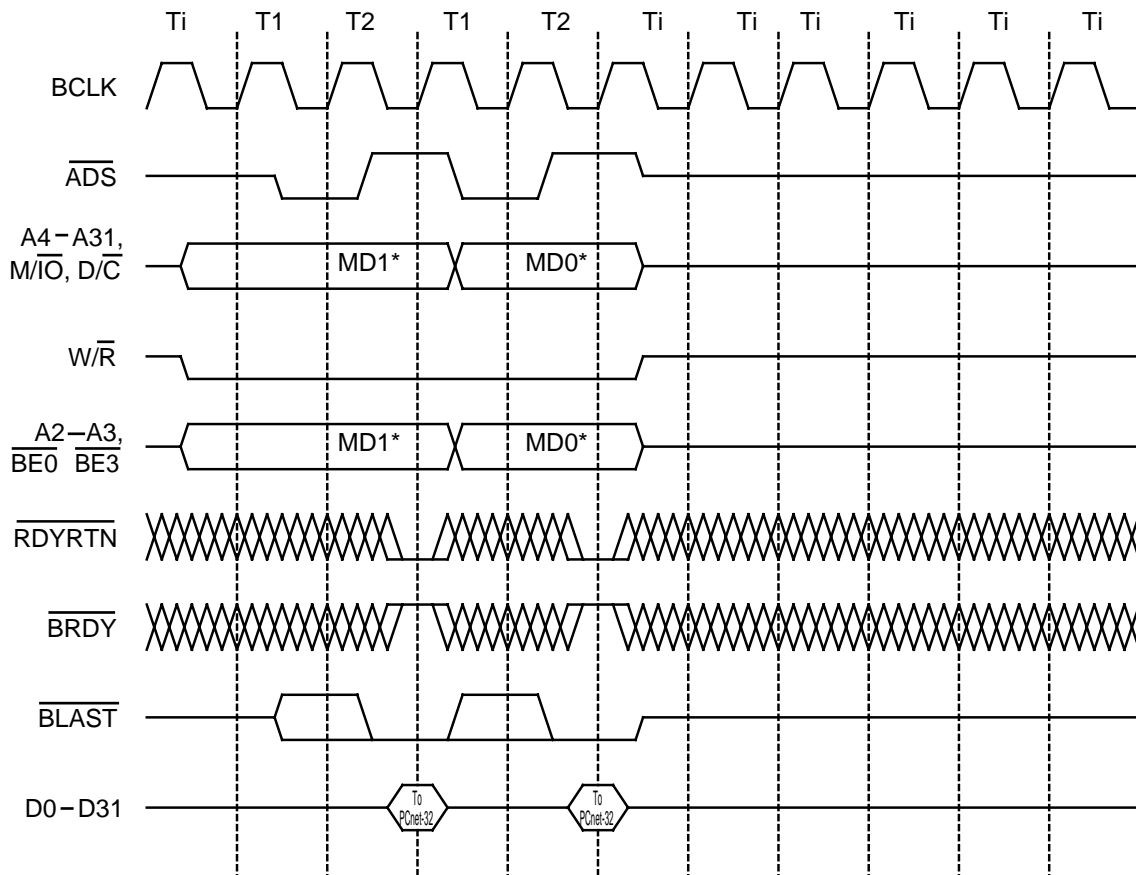 Ti T1 T2 T1 T2 Ti Ti Ti Ti Ti Ti
BCLK
ADS
A4–A31,
M/IO, D/C
MD1* MD0*
W/R
A2–A3,
BE0 BE3
MD1* MD0*
RDYRTN
BRDY
BLAST
D0–D31
To
PCnet-32
To
PCnet-32